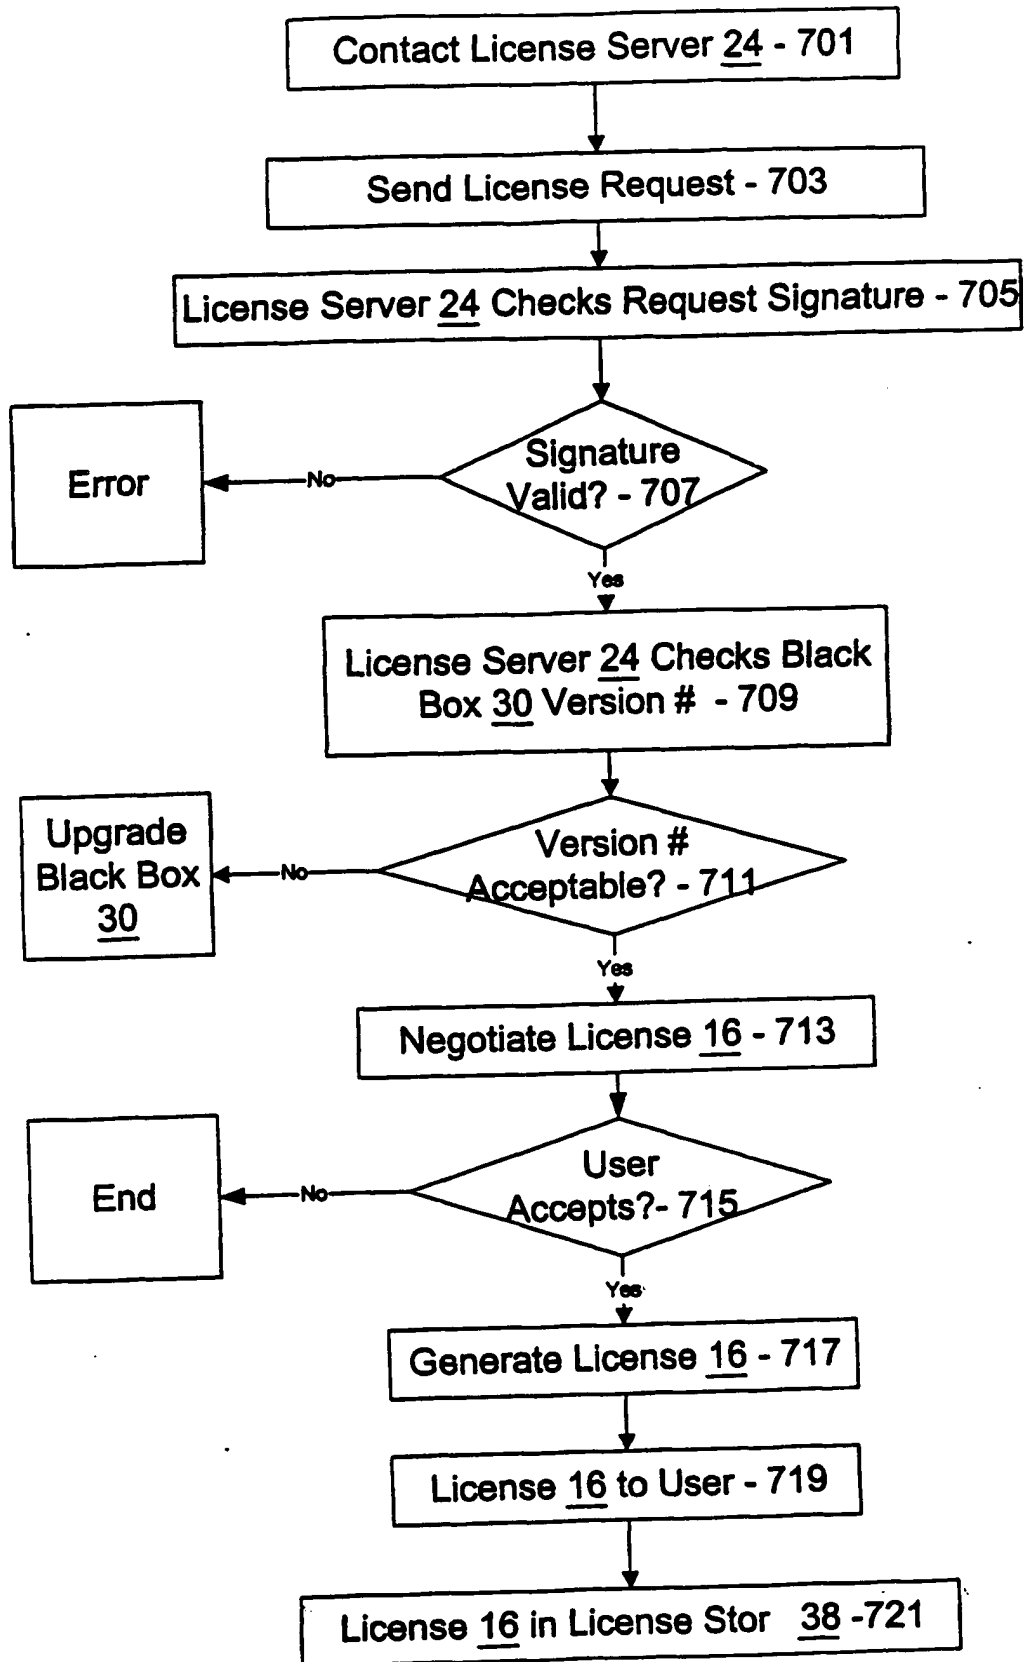 Contact License Server 24 - 701
Send License Request - 703
License Server 24 Checks Request Signature - 705
Signature
Valid? - 707
No
Error
Yes
License Server 24 Checks Black
Box 30 Version # - 709
Version #
Acceptable? - 711
No
Upgrade
Black Box
30
Yes
Negotiate License 16 - 713
User
Accepts?- 715
No
End
Yes
Generate License 16 - 717
License 16 to User - 719
License 16 in License Stor 38 -721